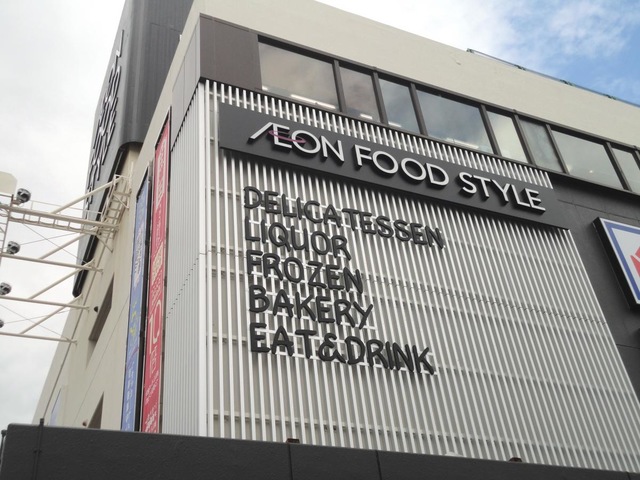 ÆON FOOD STYLE
DELICATESSEN
LIQUOR
FROZEN
BAKERY
EAT&DRINK